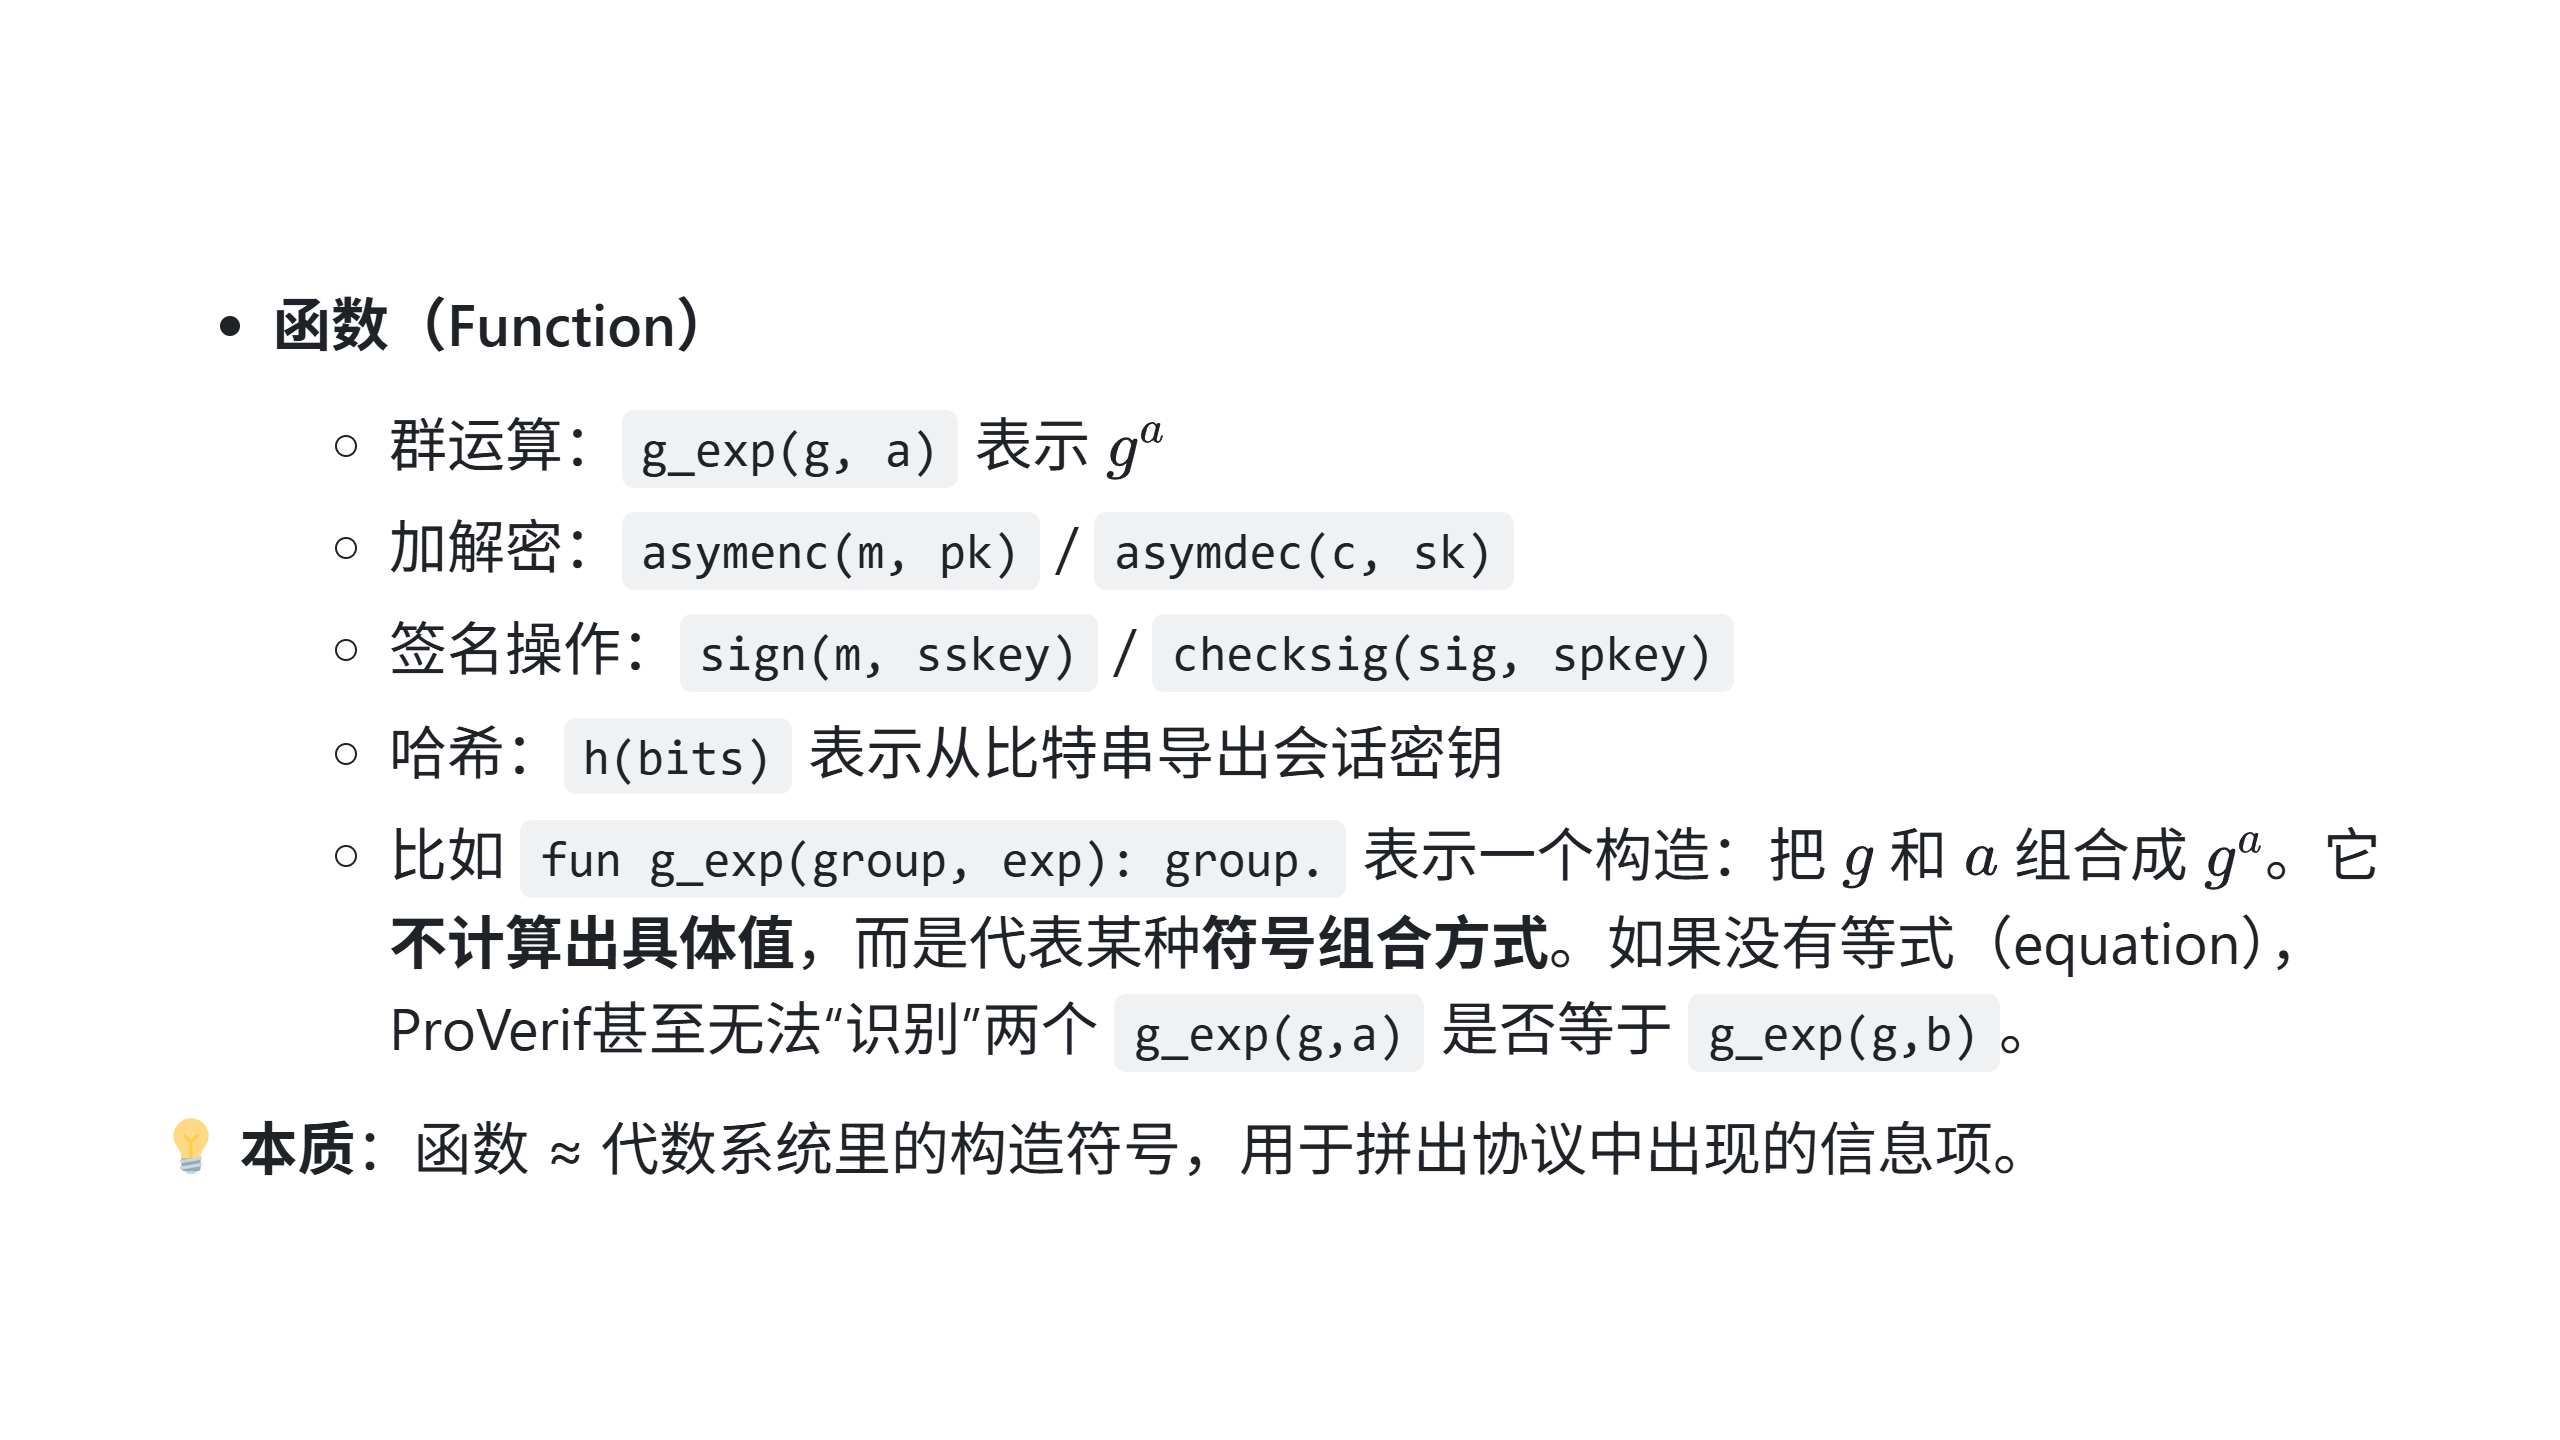 • 函数（Function）
○ 群运算：g_exp(g, a) 表示 gᵃ
○ 加解密：asymenc(m, pk) / asymdec(c, sk)
○ 签名操作：sign(m, sskey) / checksig(sig, spkey)
○ 哈希：h(bits) 表示从比特串导出会话密钥
○ 比如 fun g_exp(group, exp): group. 表示一个构造：把 g 和 a 组合成 gᵃ。它
不计算出具体值，而是代表某种符号组合方式。如果没有等式（equation），
ProVerif甚至无法“识别”两个 g_exp(g,a) 是否等于 g_exp(g,b)。
💡 本质：函数 ≈ 代数系统里的构造符号，用于拼出协议中出现的信息项。